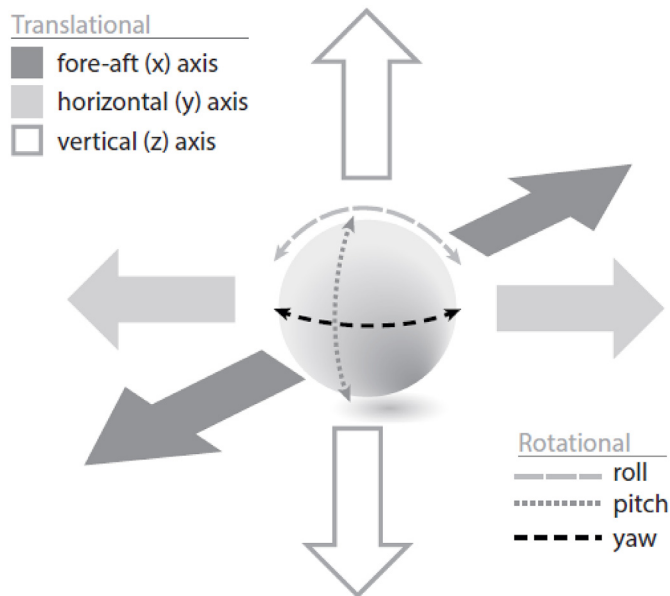 Translational
fore-aft (x) axis
horizontal (y) axis
vertical (z) axis
Rotational
roll
pitch
yaw